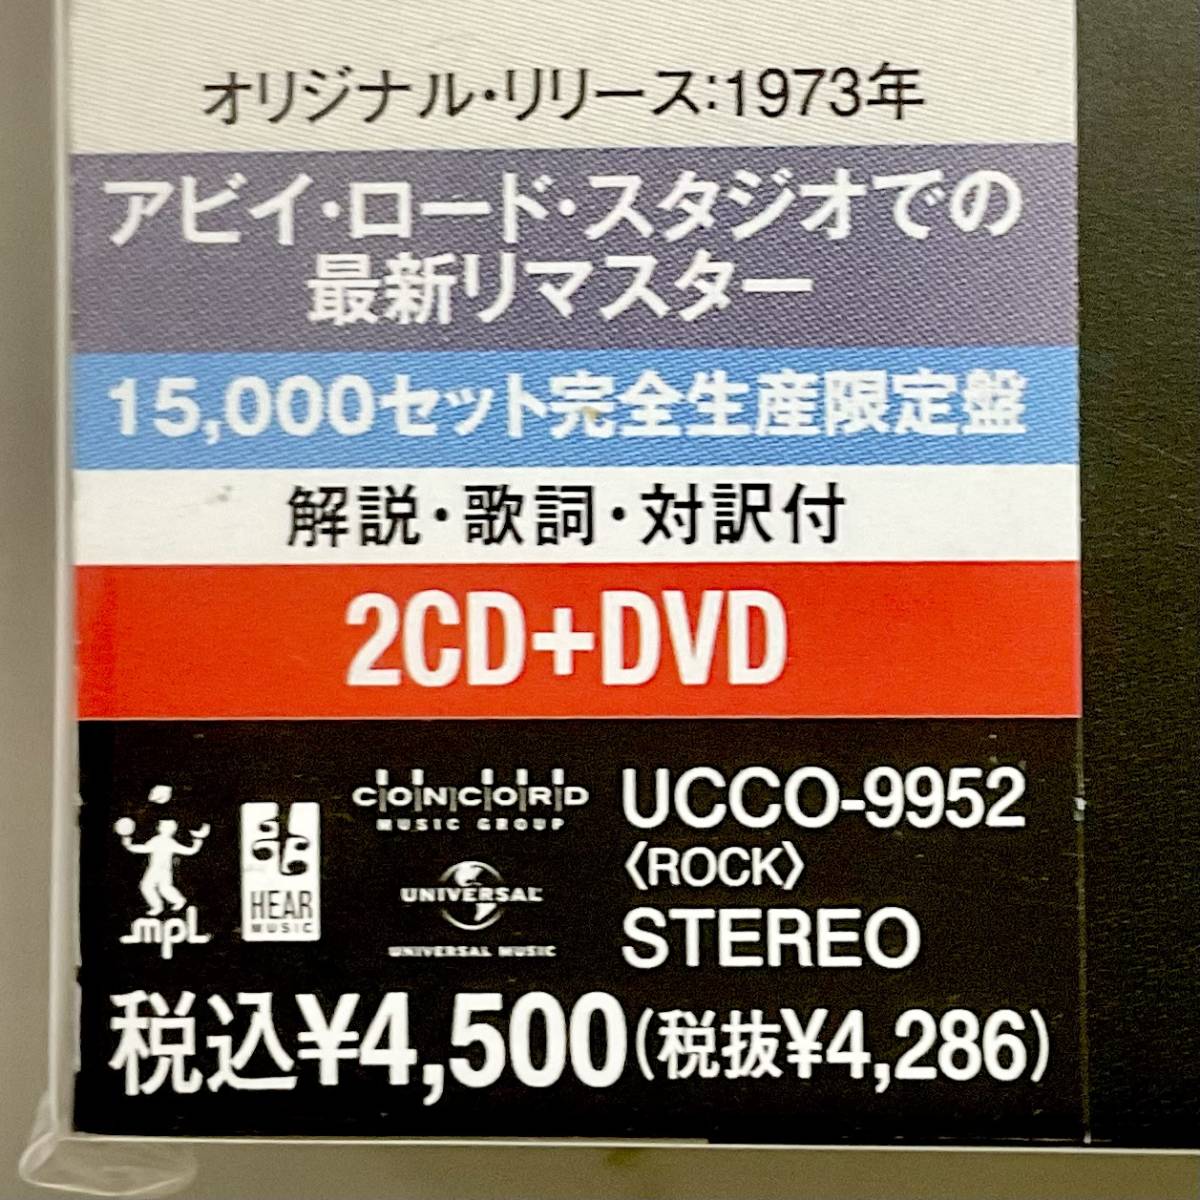 オリジナル・リリース:1973年
アビイ・ロード・スタジオでの
最新リマスター
15,000セット完全生産限定盤
解説・歌詞・対訳付
2CD+DVD
mpL
HEAR
MUSIC
CONCORD
MUSIC GROUP
UNIVERSAL
UNIVERSAL MUSIC
UCCO-9952
〈ROCK〉
STEREO
税込¥4,500(税抜¥4,286)